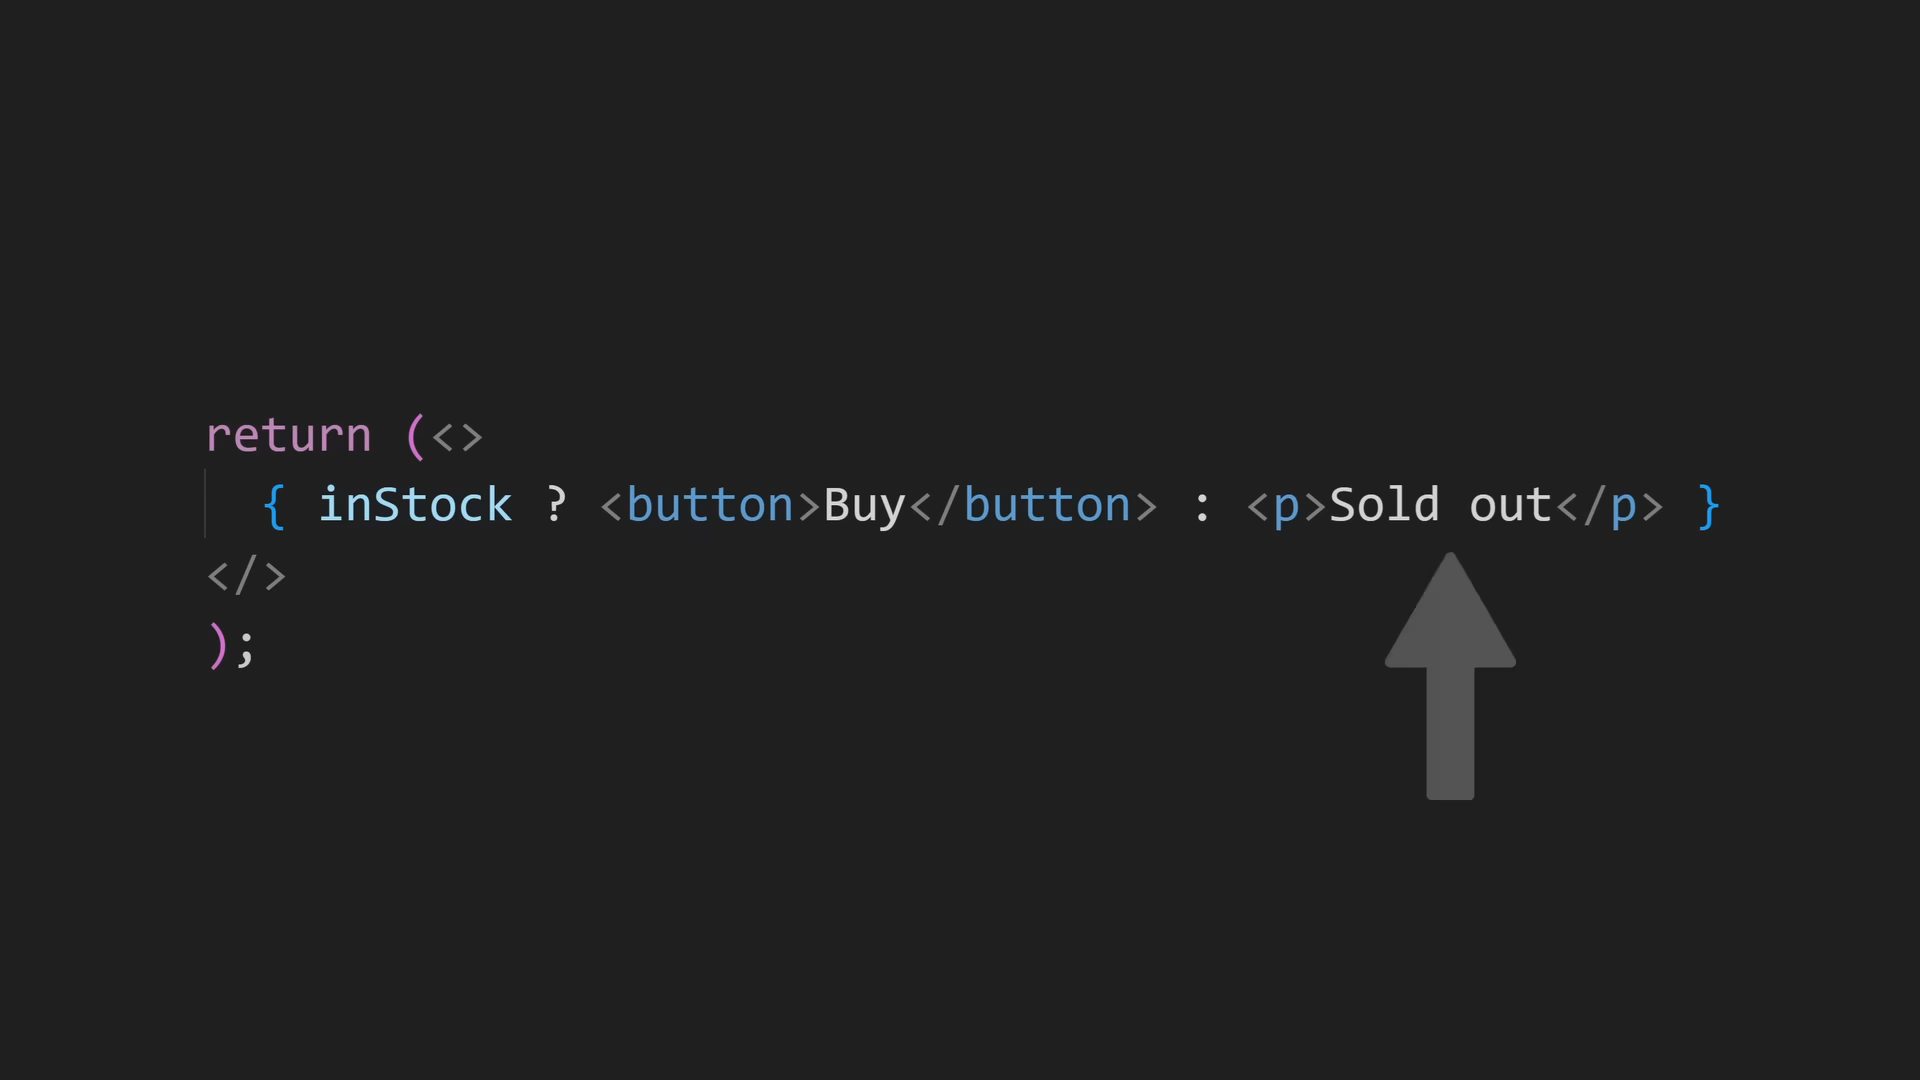 return (<>
{ inStock ? <button>Buy</button> : <p>Sold out</p> }
</>
);